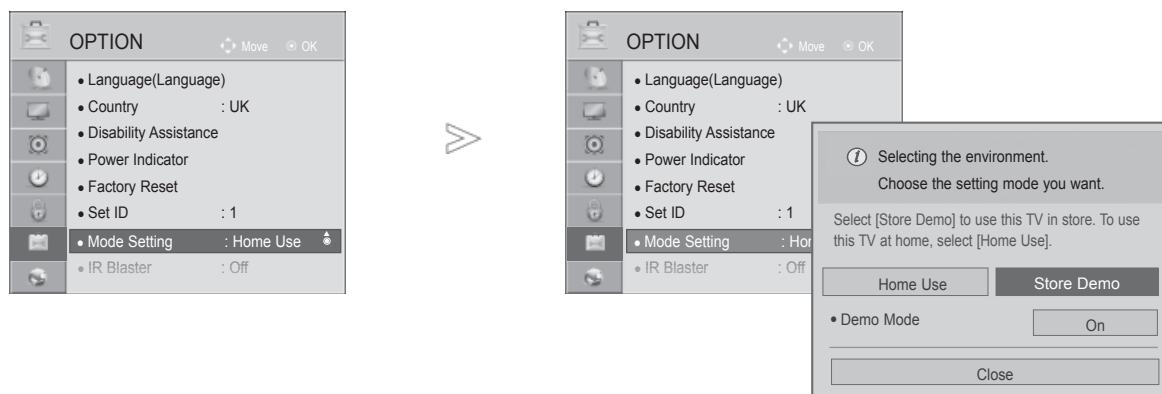 OPTION
Move OK
• Language(Language)
• Country : UK
• Disability Assistance
• Power Indicator
• Factory Reset
• Set ID : 1
• Mode Setting : Home Use
• IR Blaster : Off
OPTION
Move OK
• Language(Language)
• Country : UK
• Disability Assistance
• Power Indicator
• Factory Reset
• Set ID : 1
• Mode Setting : Hor
• IR Blaster : Off
i Selecting the environment.
Choose the setting mode you want.
Select [Store Demo] to use this TV in store. To use
this TV at home, select [Home Use].
Home Use Store Demo
• Demo Mode On
Close